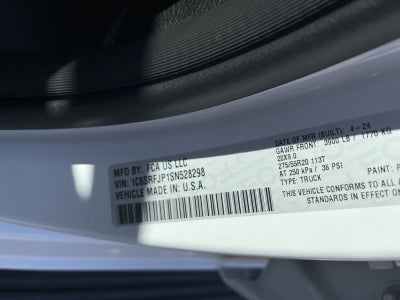 MFD BY: FCA US LLC
VIN: 1C6SRFJP1SN528298
VEHICLE MADE IN U.S.A.
DATE OF MFR (BUILT): 4-24
GAWR FRONT: 3900 LB / 1770 KG
20X9.0
275/55R20 113T
AT 250 kPa / 36 PSI
TYPE: TRUCK
THIS VEHICLE CONFORMS TO ALL
STANDARDS IN EFFECT ON